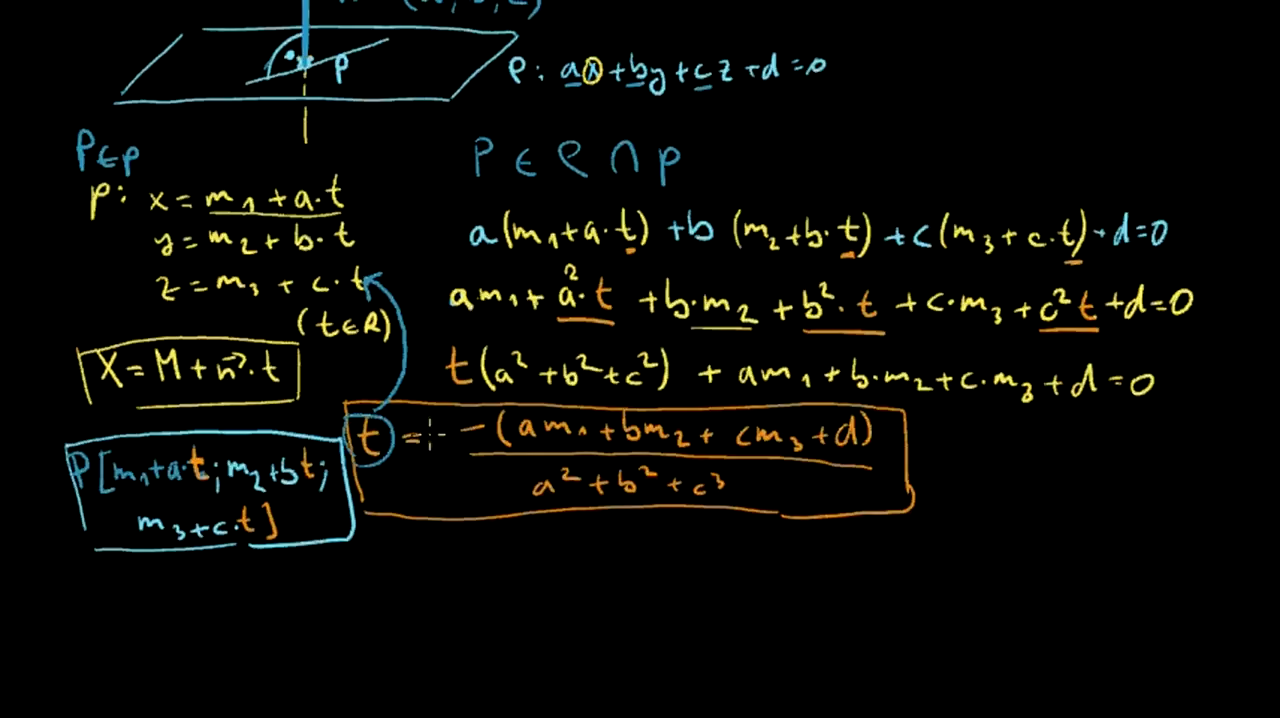 p
ρ: ax+by+cz+d=0
P∈p
P ∈ ρ ∩ p
p: x = m₁ + a·t
y = m₂ + b·t
z = m₃ + c·t
(t∈R)
a(m₁+a·t) + b(m₂+b·t) + c(m₃+c·t) + d=0
am₁ + a²·t + b·m₂ + b²·t + c·m₃ + c²t + d=0
t(a² + b² + c²) + am₁ + b·m₂ + c·m₃ + d = 0
X = M + n⃗·t
t = -(am₁ + bm₂ + cm₃ + d)
a² + b² + c³
P[m₁+a·t; m₂+bt;
m₃+c·t]